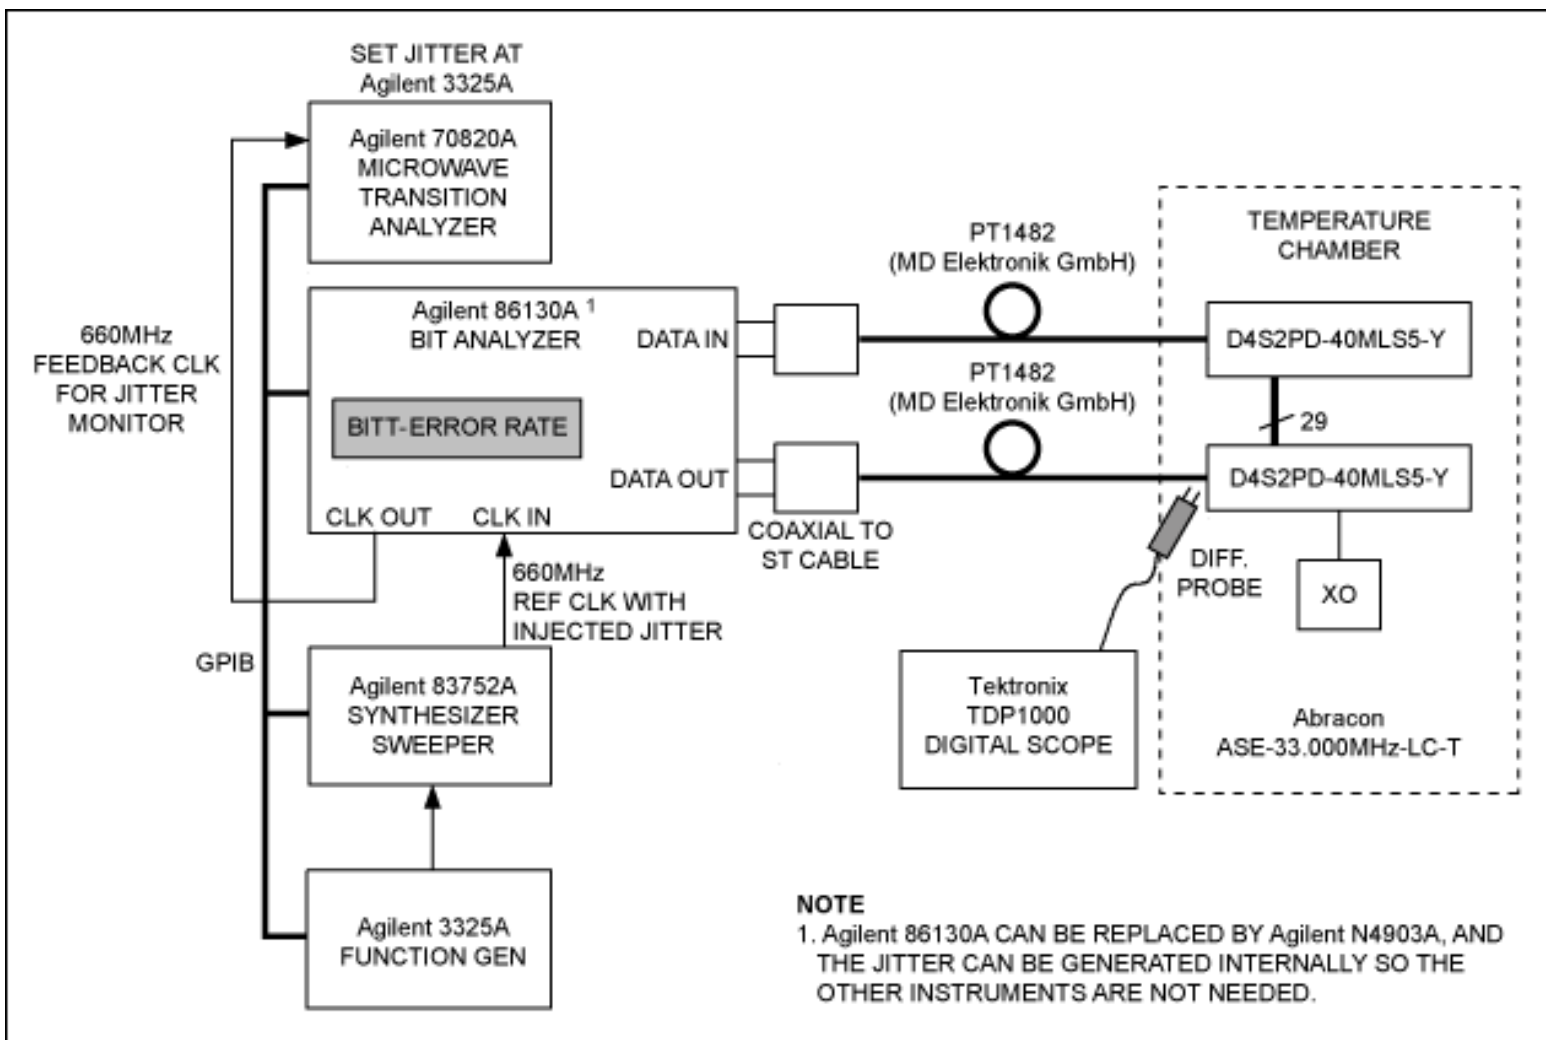 SET JITTER AT
Agilent 3325A
Agilent 70820A
MICROWAVE
TRANSITION
ANALYZER
660MHz
FEEDBACK CLK
FOR JITTER
MONITOR
Agilent 86130A 1
BIT ANALYZER
DATA IN
BITT-ERROR RATE
DATA OUT
CLK OUT
CLK IN
COAXIAL TO
ST CABLE
PT1482
(MD Elektronik GmbH)
PT1482
(MD Elektronik GmbH)
TEMPERATURE
CHAMBER
D4S2PD-40MLS5-Y
29
D4S2PD-40MLS5-Y
DIFF.
PROBE
XO
660MHz
REF CLK WITH
INJECTED JITTER
GPIB
Agilent 83752A
SYNTHESIZER
SWEEPER
Tektronix
TDP1000
DIGITAL SCOPE
Abracon
ASE-33.000MHz-LC-T
Agilent 3325A
FUNCTION GEN
NOTE
1. Agilent 86130A CAN BE REPLACED BY Agilent N4903A, AND
THE JITTER CAN BE GENERATED INTERNALLY SO THE
OTHER INSTRUMENTS ARE NOT NEEDED.